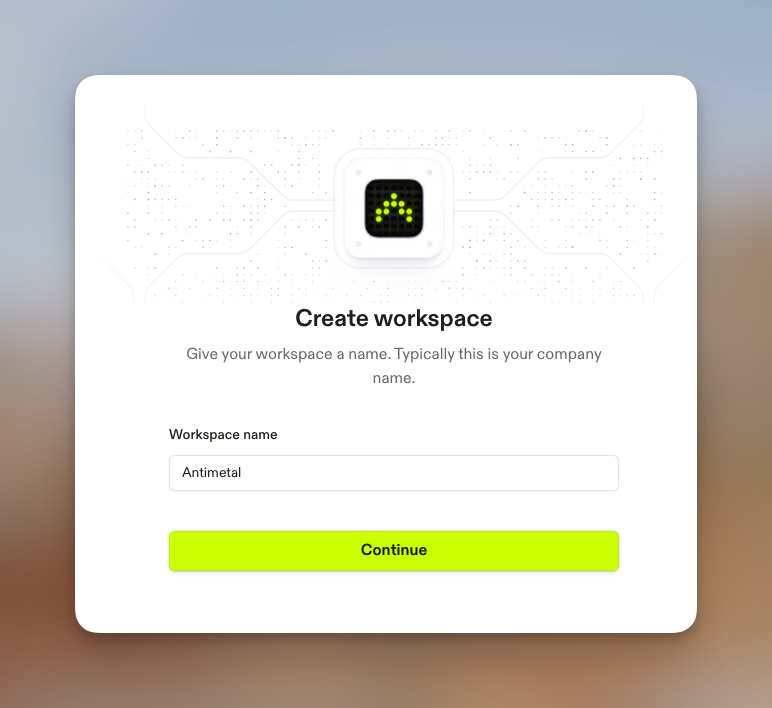 Create workspace
Give your workspace a name. Typically this is your company
name.
Workspace name
Antimetal
Continue